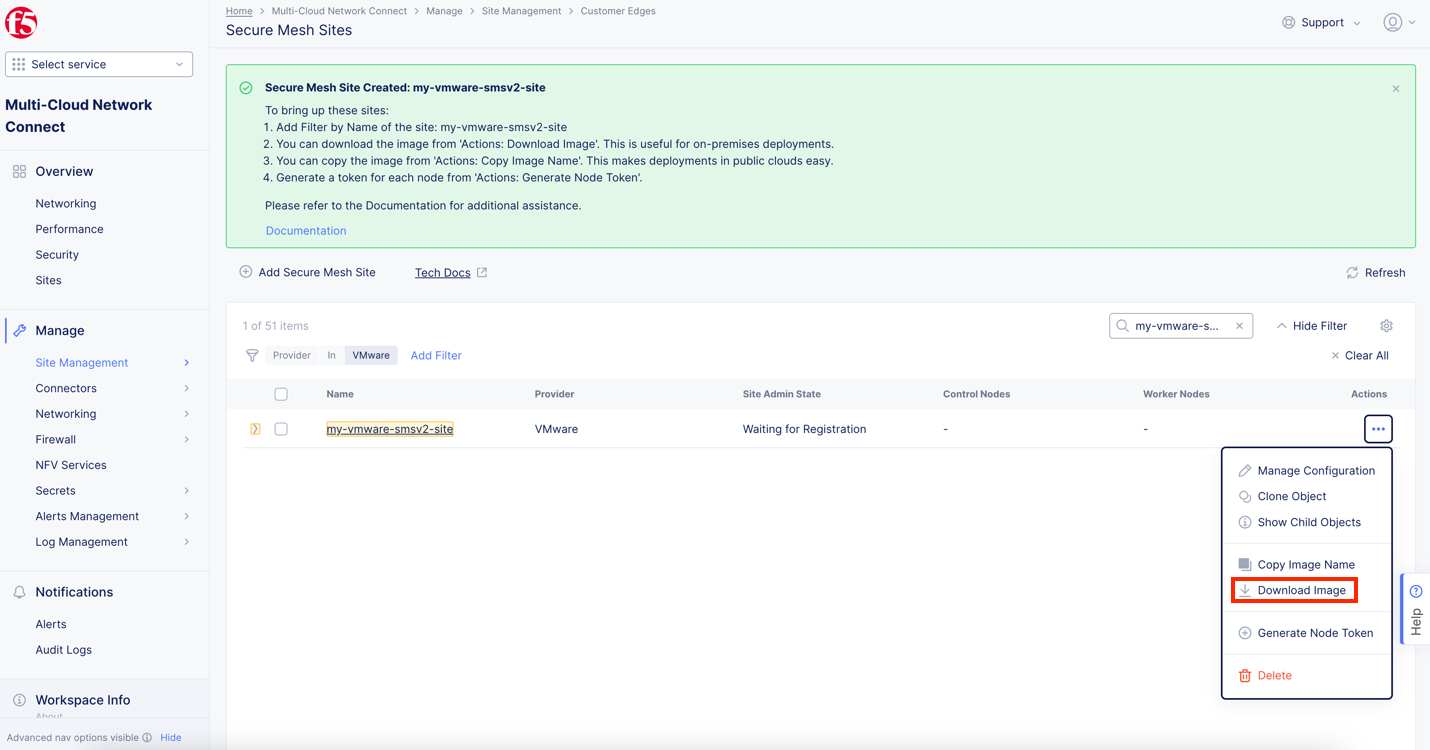 f5
Home > Multi-Cloud Network Connect > Manage > Site Management > Customer Edges
Secure Mesh Sites
Support
Select service
Multi-Cloud Network
Connect
Overview
Networking
Performance
Security
Sites
Manage
Site Management
Connectors
Networking
Firewall
NFV Services
Secrets
Alerts Management
Log Management
Notifications
Alerts
Audit Logs
Workspace Info
About
Advanced nav options visible Hide
Secure Mesh Site Created: my-vmware-smsv2-site
To bring up these sites:
1. Add Filter by Name of the site: my-vmware-smsv2-site
2. You can download the image from 'Actions: Download Image'. This is useful for on-premises deployments.
3. You can copy the image from 'Actions: Copy Image Name'. This makes deployments in public clouds easy.
4. Generate a token for each node from 'Actions: Generate Node Token'.
Please refer to the Documentation for additional assistance.
Documentation
Add Secure Mesh Site Tech Docs Refresh
1 of 51 items my-vmware-s... Hide Filter
Provider In VMware Add Filter Clear All
Name Provider Site Admin State Control Nodes Worker Nodes Actions
my-vmware-smsv2-site VMware Waiting for Registration - -
Manage Configuration
Clone Object
Show Child Objects
Copy Image Name
Download Image
Generate Node Token
Delete
Help